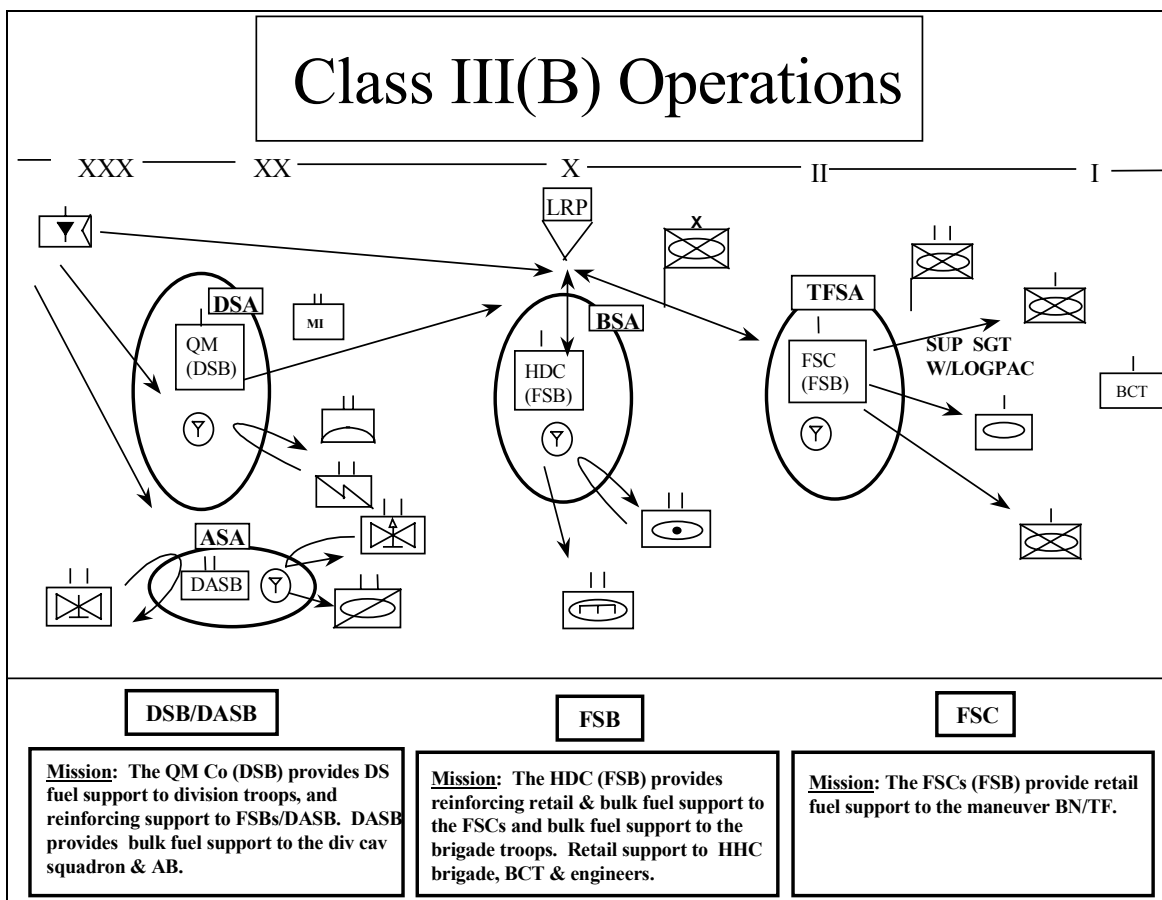 Class III(B) Operations
XXX XX X II I
LRP
X
DSA
MI
BSA
TFSA
QM
(DSB)
HDC
(FSB)
FSC
(FSB)
SUP SGT
W/LOGPAC
BCT
ASA
DASB
DSB/DASB
Mission: The QM Co (DSB) provides DS
fuel support to division troops, and
reinforcing support to FSBs/DASB. DASB
provides bulk fuel support to the div cav
squadron & AB.
FSB
Mission: The HDC (FSB) provides
reinforcing retail & bulk fuel support to
the FSCs and bulk fuel support to the
brigade troops. Retail support to HHC
brigade, BCT & engineers.
FSC
Mission: The FSCs (FSB) provide retail
fuel support to the maneuver BN/TF.